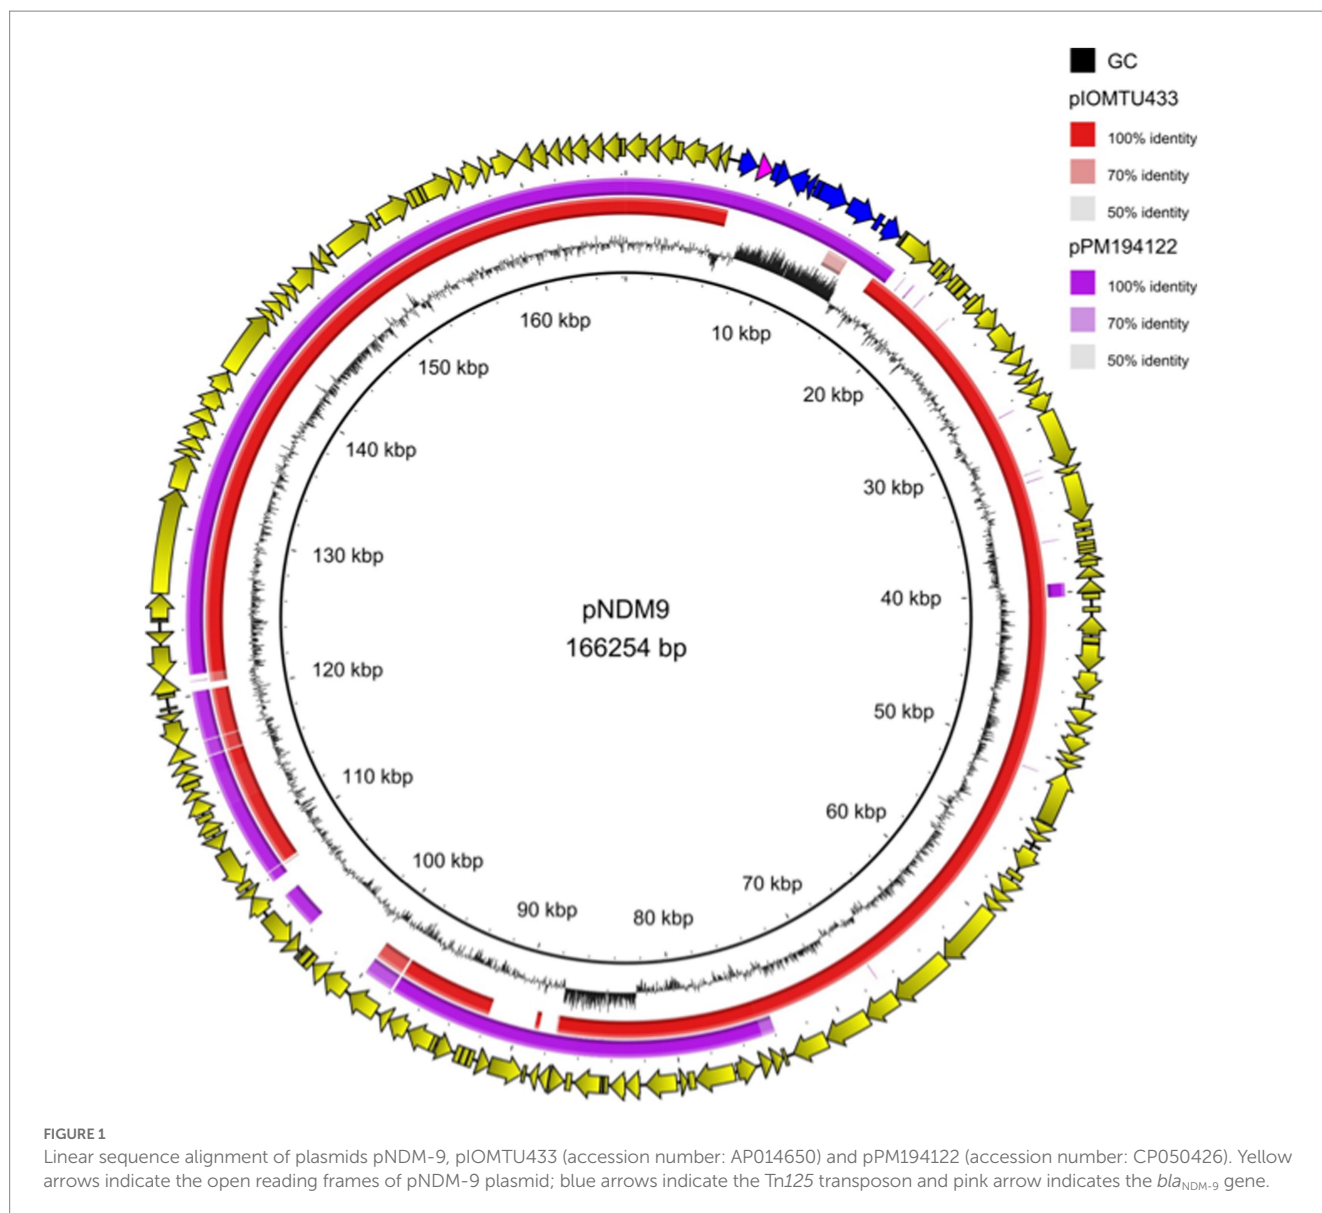 GC
pIOMTU433
100% identity
70% identity
50% identity
pPM194122
100% identity
70% identity
50% identity
160 kbp
10 kbp
150 kbp
20 kbp
140 kbp
30 kbp
130 kbp
40 kbp
pNDM9
166254 bp
120 kbp
50 kbp
110 kbp
60 kbp
100 kbp
70 kbp
90 kbp
80 kbp
FIGURE 1
Linear sequence alignment of plasmids pNDM-9, pIOMTU433 (accession number: AP014650) and pPM194122 (accession number: CP050426). Yellow
arrows indicate the open reading frames of pNDM-9 plasmid; blue arrows indicate the Tn125 transposon and pink arrow indicates the blaNDM-9 gene.